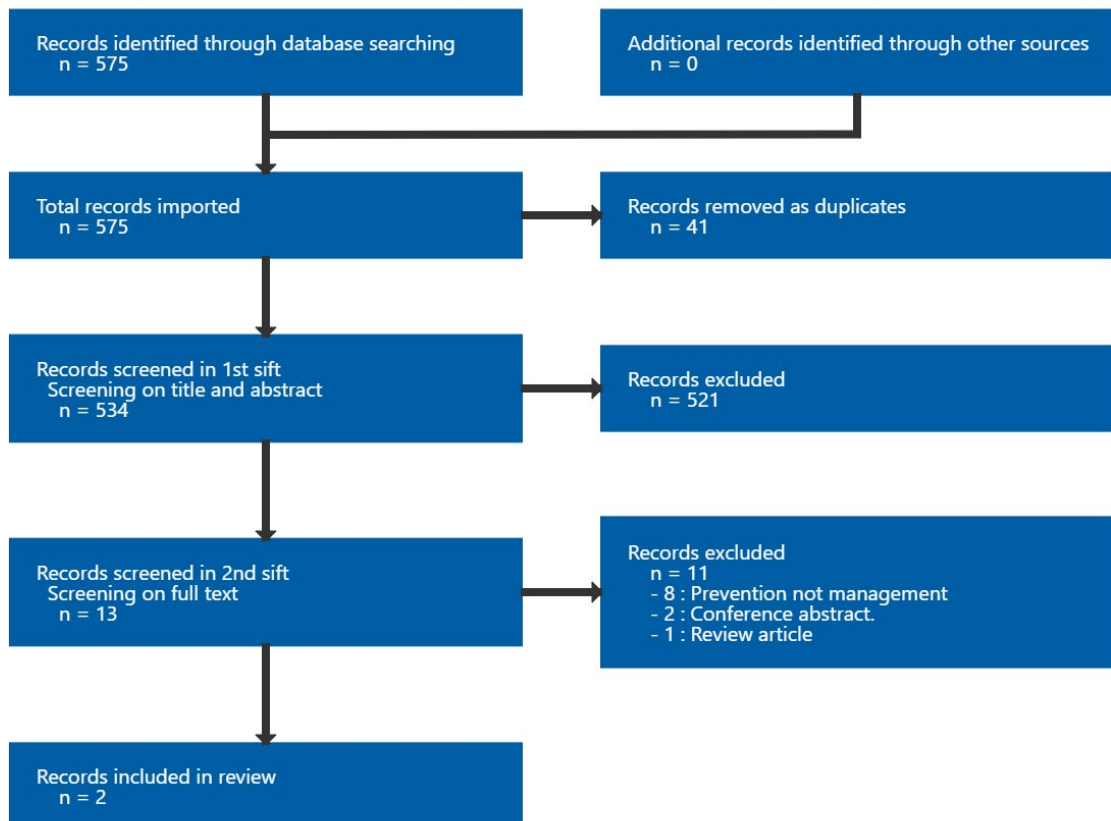 Records identified through database searching
n = 575
Additional records identified through other sources
n = 0
Total records imported
n = 575
Records removed as duplicates
n = 41
Records screened in 1st sift
Screening on title and abstract
n = 534
Records excluded
n = 521
Records screened in 2nd sift
Screening on full text
n = 13
Records excluded
n = 11
- 8 : Prevention not management
- 2 : Conference abstract.
- 1 : Review article
Records included in review
n = 2